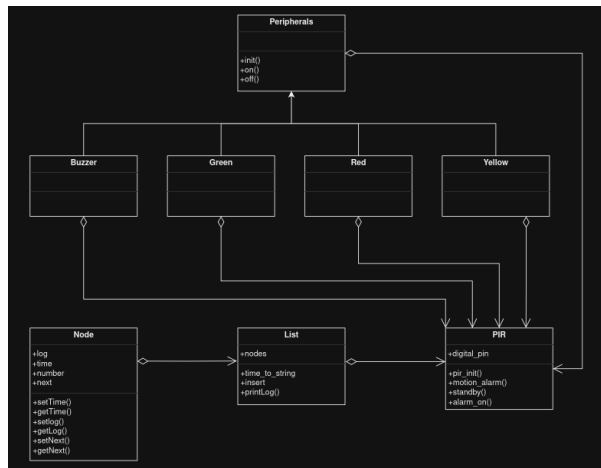 Peripherals
+init()
+on()
+off()
Buzzer
Green
Red
Yellow
Node
+log
+time
+number
+next
+setTime()
+getTime()
+setlog()
+getLog()
+setNext()
+getNext()
List
+nodes
+time_to_string
+insert
+printLog()
PIR
+digital_pin
+pir_init()
+motion_alarm()
+standby()
+alarm_on()